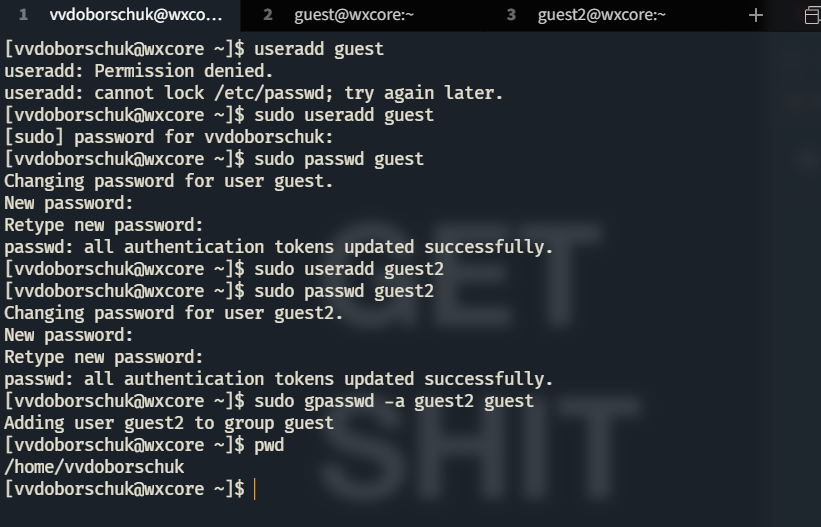 1 vvdoborschuk@wxco... 2 guest@wxcore:~ 3 guest2@wxcore:~ +
[vvdoborschuk@wxcore ~]$ useradd guest
useradd: Permission denied.
useradd: cannot lock /etc/passwd; try again later.
[vvdoborschuk@wxcore ~]$ sudo useradd guest
[sudo] password for vvdoborschuk:
[vvdoborschuk@wxcore ~]$ sudo passwd guest
Changing password for user guest.
New password:
Retype new password:
passwd: all authentication tokens updated successfully.
[vvdoborschuk@wxcore ~]$ sudo useradd guest2
[vvdoborschuk@wxcore ~]$ sudo passwd guest2
Changing password for user guest2.
New password:
Retype new password:
passwd: all authentication tokens updated successfully.
[vvdoborschuk@wxcore ~]$ sudo gpasswd -a guest2 guest
Adding user guest2 to group guest
[vvdoborschuk@wxcore ~]$ pwd
/home/vvdoborschuk
[vvdoborschuk@wxcore ~]$
GET
SHIT